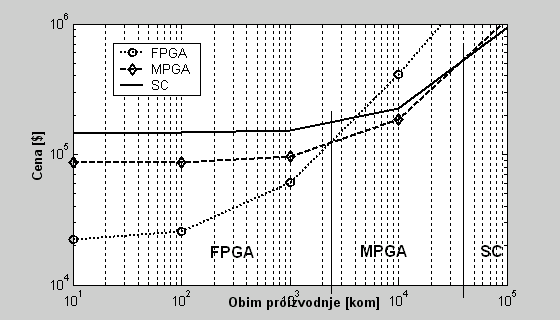 10^6
FPGA
MPGA
SC
Cena [$]
10^5
FPGA MPGA SC
10^4
10^1 10^2 10^3 10^4 10^5
Obim proizvodnje [kom]